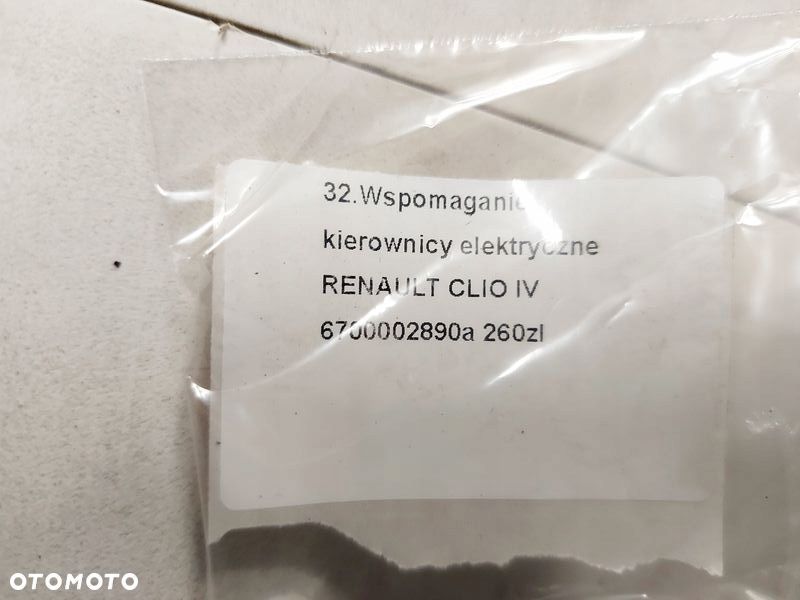 32.Wspomaganie
kierownicy elektryczne
RENAULT CLIO IV
6700002890a 260zl
OTOMOTO